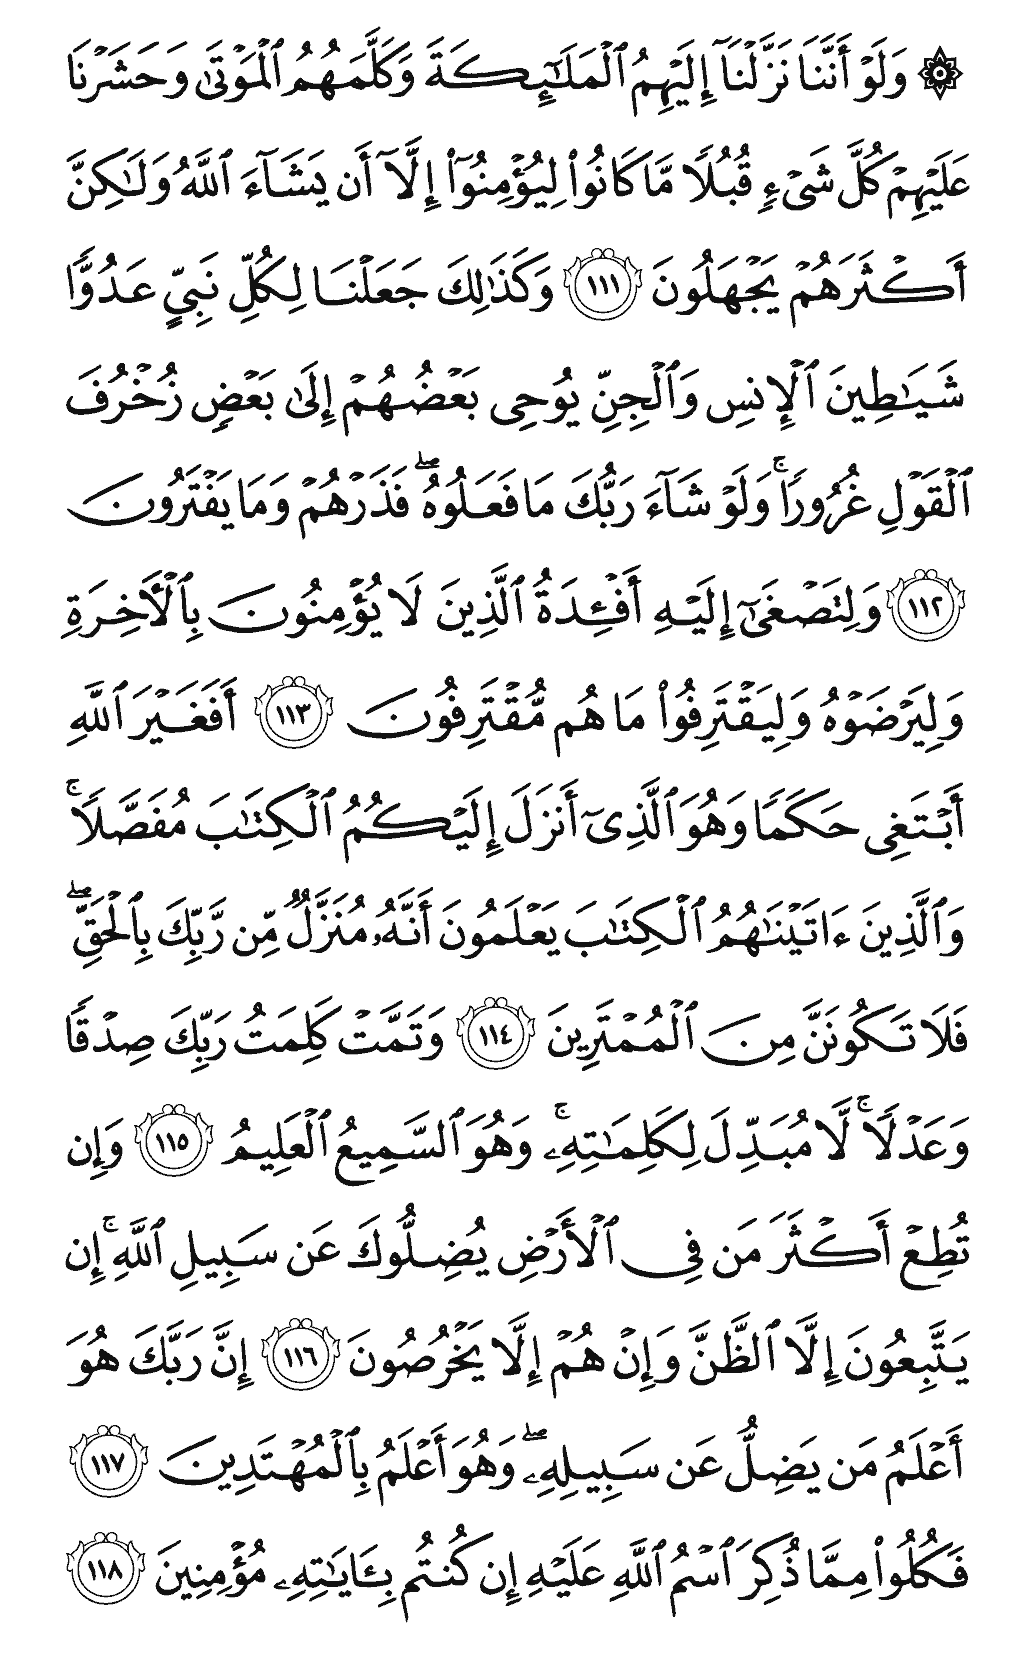 ۞ وَلَوْ أَنَّنَا نَزَّلْنَآ إِلَيْهِمُ ٱلْمَلَـٰٓئِكَةَ وَكَلَّمَهُمُ ٱلْمَوْتَىٰ وَحَشَرْنَا
عَلَيْهِمْ كُلَّ شَىْءٍ قُبُلًا مَّا كَانُوا۟ لِيُؤْمِنُوٓا۟ إِلَّآ أَن يَشَآءَ ٱللَّهُ وَلَـٰكِنَّ
أَكْثَرَهُمْ يَجْهَلُونَ ١١١ وَكَذَٰلِكَ جَعَلْنَا لِكُلِّ نَبِىٍّ عَدُوًّا
شَيَـٰطِينَ ٱلْإِنسِ وَٱلْجِنِّ يُوحِى بَعْضُهُمْ إِلَىٰ بَعْضٍ زُخْرُفَ
ٱلْقَوْلِ غُرُورًا ۚ وَلَوْ شَآءَ رَبُّكَ مَا فَعَلُوهُ ۖ فَذَرْهُمْ وَمَا يَفْتَرُونَ
١١٢ وَلِتَصْغَىٰٓ إِلَيْهِ أَفْـِٔدَةُ ٱلَّذِينَ لَا يُؤْمِنُونَ بِٱلْـَٔاخِرَةِ
وَلِيَرْضَوْهُ وَلِيَقْتَرِفُوا۟ مَا هُم مُّقْتَرِفُونَ ١١٣ أَفَغَيْرَ ٱللَّهِ
أَبْتَغِى حَكَمًا وَهُوَ ٱلَّذِىٓ أَنزَلَ إِلَيْكُمُ ٱلْكِتَـٰبَ مُفَصَّلًا ۚ
وَٱلَّذِينَ ءَاتَيْنَـٰهُمُ ٱلْكِتَـٰبَ يَعْلَمُونَ أَنَّهُۥ مُنَزَّلٌ مِّن رَّبِّكَ بِٱلْحَقِّ ۖ
فَلَا تَكُونَنَّ مِنَ ٱلْمُمْتَرِينَ ١١٤ وَتَمَّتْ كَلِمَتُ رَبِّكَ صِدْقًا
وَعَدْلًا ۚ لَّا مُبَدِّلَ لِكَلِمَـٰتِهِۦ ۚ وَهُوَ ٱلسَّمِيعُ ٱلْعَلِيمُ ١١٥ وَإِن
تُطِعْ أَكْثَرَ مَن فِى ٱلْأَرْضِ يُضِلُّوكَ عَن سَبِيلِ ٱللَّهِ ۚ إِن
يَتَّبِعُونَ إِلَّا ٱلظَّنَّ وَإِنْ هُمْ إِلَّا يَخْرُصُونَ ١١٦ إِنَّ رَبَّكَ هُوَ
أَعْلَمُ مَن يَضِلُّ عَن سَبِيلِهِۦ ۖ وَهُوَ أَعْلَمُ بِٱلْمُهْتَدِينَ ١١٧
فَكُلُوا۟ مِمَّا ذُكِرَ ٱسْمُ ٱللَّهِ عَلَيْهِ إِن كُنتُم بِـَٔايَـٰتِهِۦ مُؤْمِنِينَ ١١٨